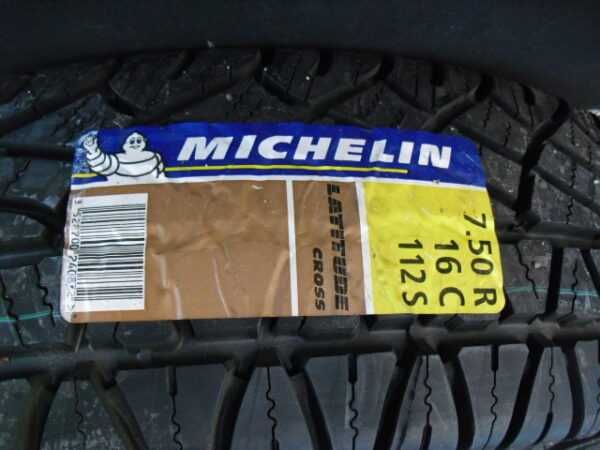 MICHELIN
LATITUDE
CROSS
7.50 R
16 C
112 S